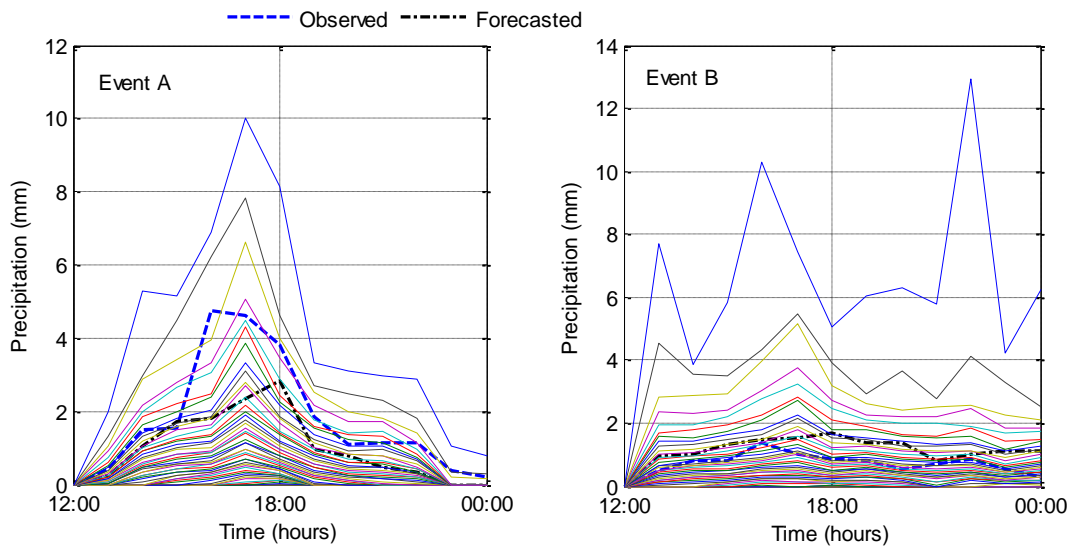 Observed Forecasted
Event A
Precipitation (mm)
12
10
8
6
4
2
0
12:00 18:00 00:00
Time (hours)
Event B
Precipitation (mm)
14
12
10
8
6
4
2
0
12:00 18:00 00:00
Time (hours)